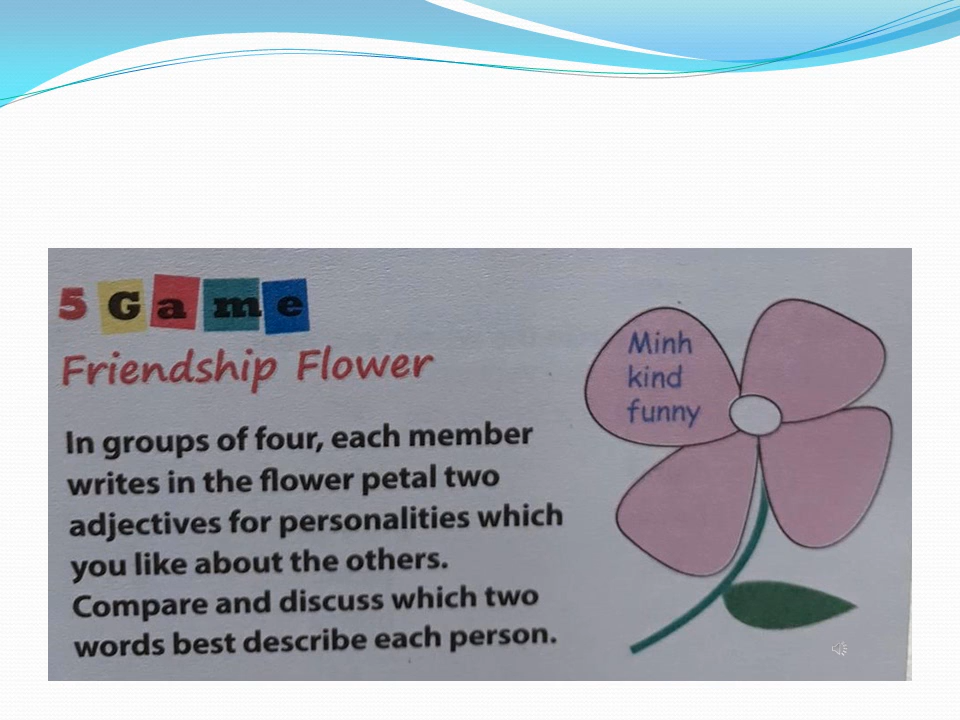 5 Game
Friendship Flower
In groups of four, each member
writes in the flower petal two
adjectives for personalities which
you like about the others.
Compare and discuss which two
words best describe each person.
Minh
kind
funny